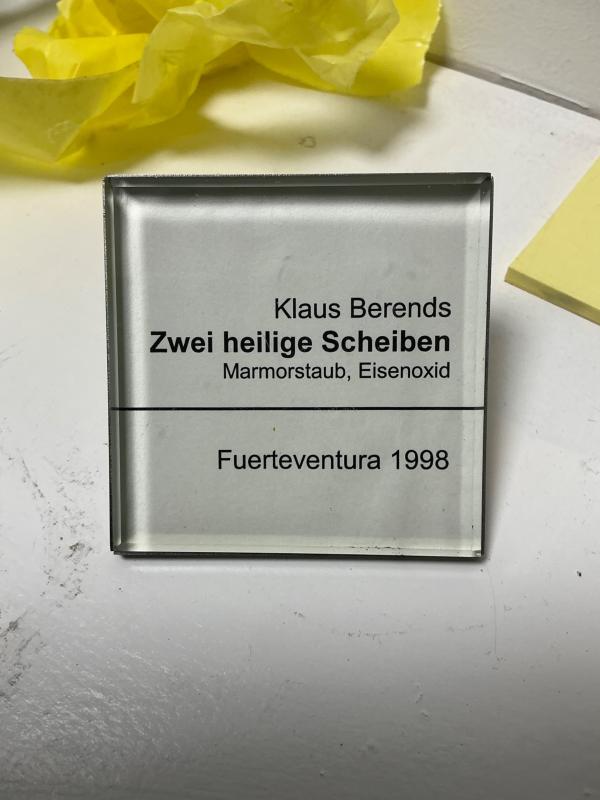 Klaus Berends
Zwei heilige Scheiben
Marmorstaub, Eisenoxid
Fuerteventura 1998